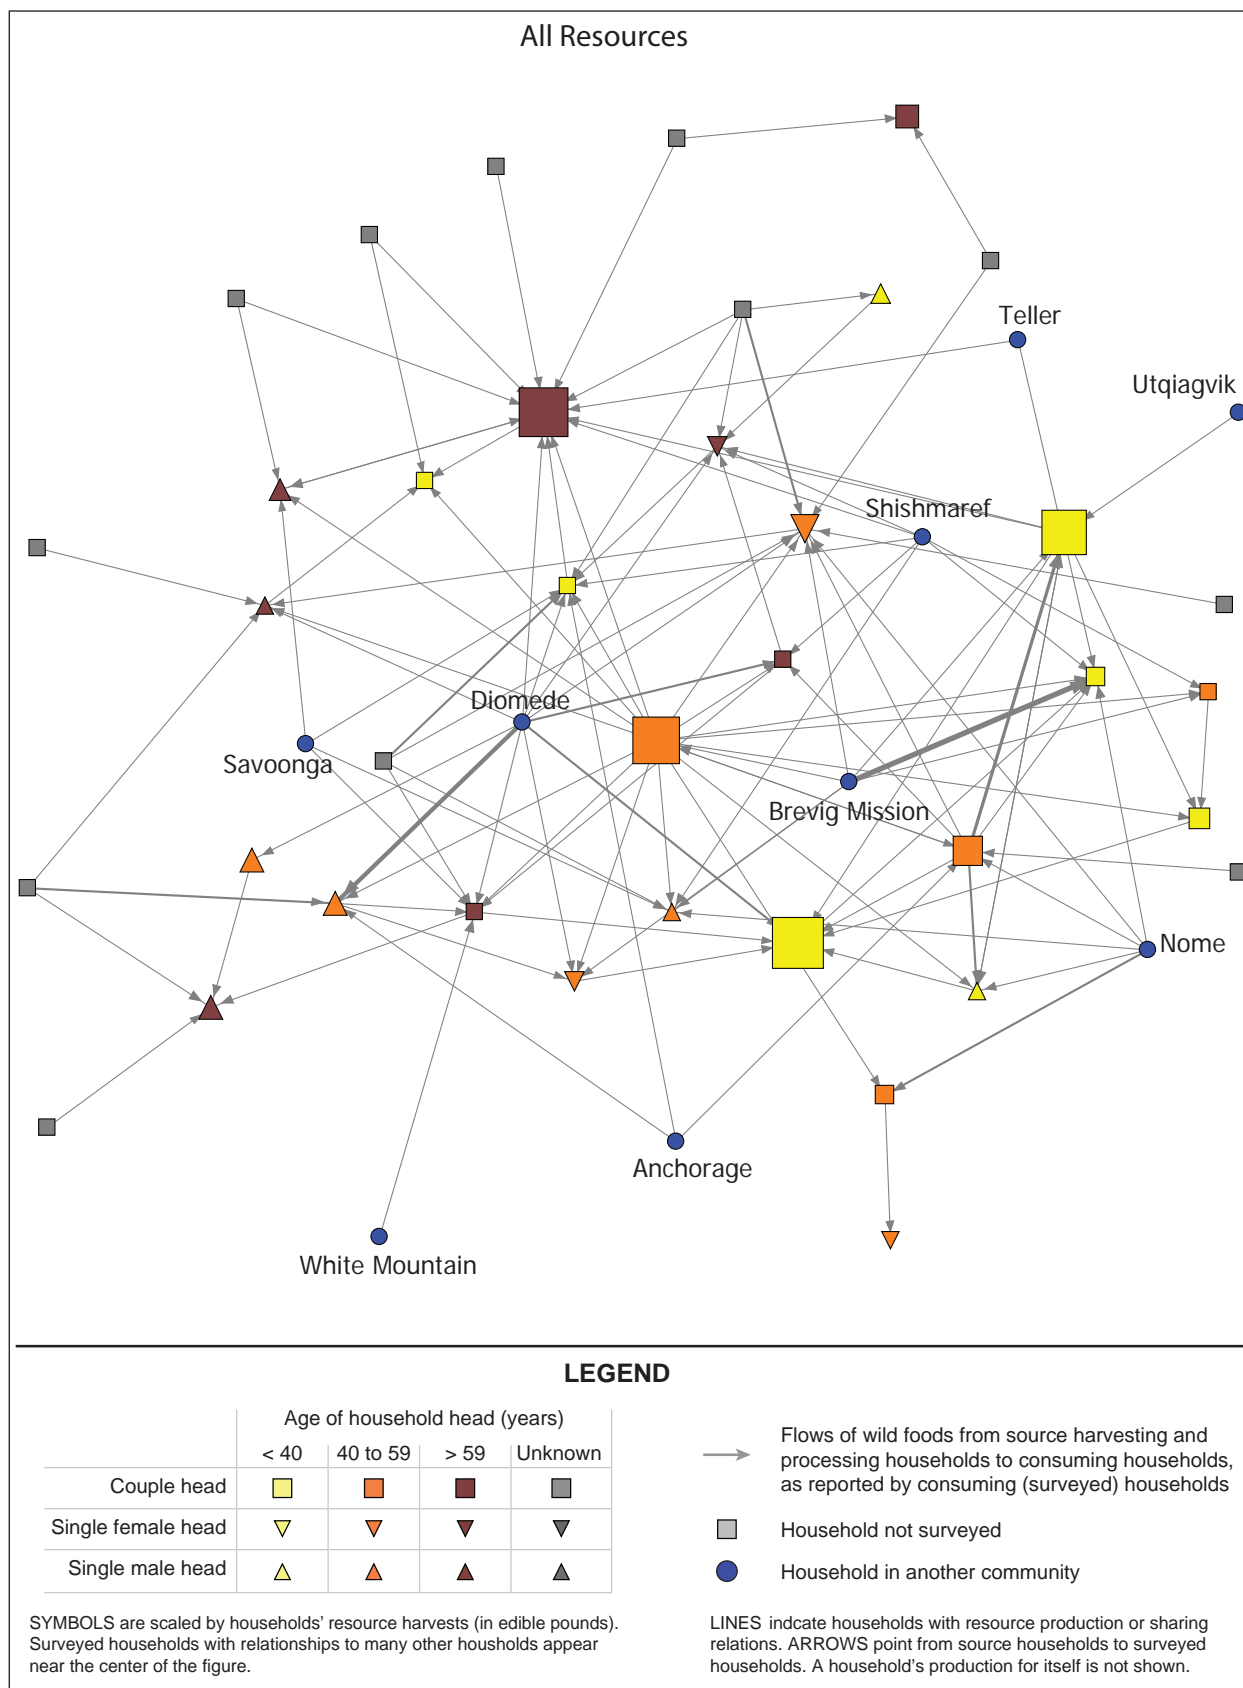 All Resources
Teller
Utqiagvik
Shishmaref
Diomede
Savoonga
Brevig Mission
Nome
Anchorage
White Mountain
LEGEND
Age of household head (years)
< 40 40 to 59 > 59 Unknown
Couple head
Single female head
Single male head
Flows of wild foods from source harvesting and
processing households to consuming households,
as reported by consuming (surveyed) households
Household not surveyed
Household in another community
SYMBOLS are scaled by households' resource harvests (in edible pounds).
Surveyed households with relationships to many other housholds appear
near the center of the figure.
LINES indcate households with resource production or sharing
relations. ARROWS point from source households to surveyed
households. A household's production for itself is not shown.